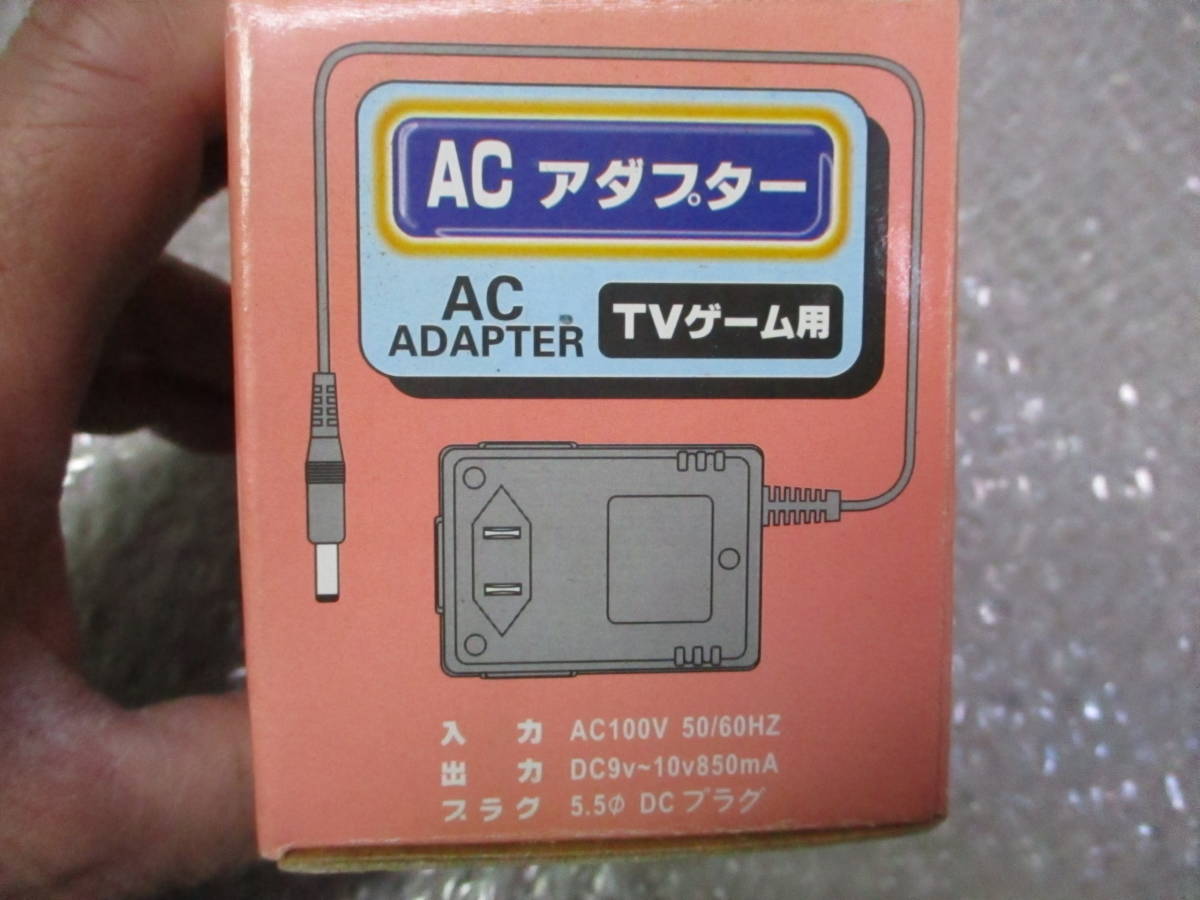 AC アダプター
AC
ADAPTER
TVゲーム用
入力 AC100V 50/60HZ
出力 DC9v~10v850mA
プラグ 5.5φ DCプラグ